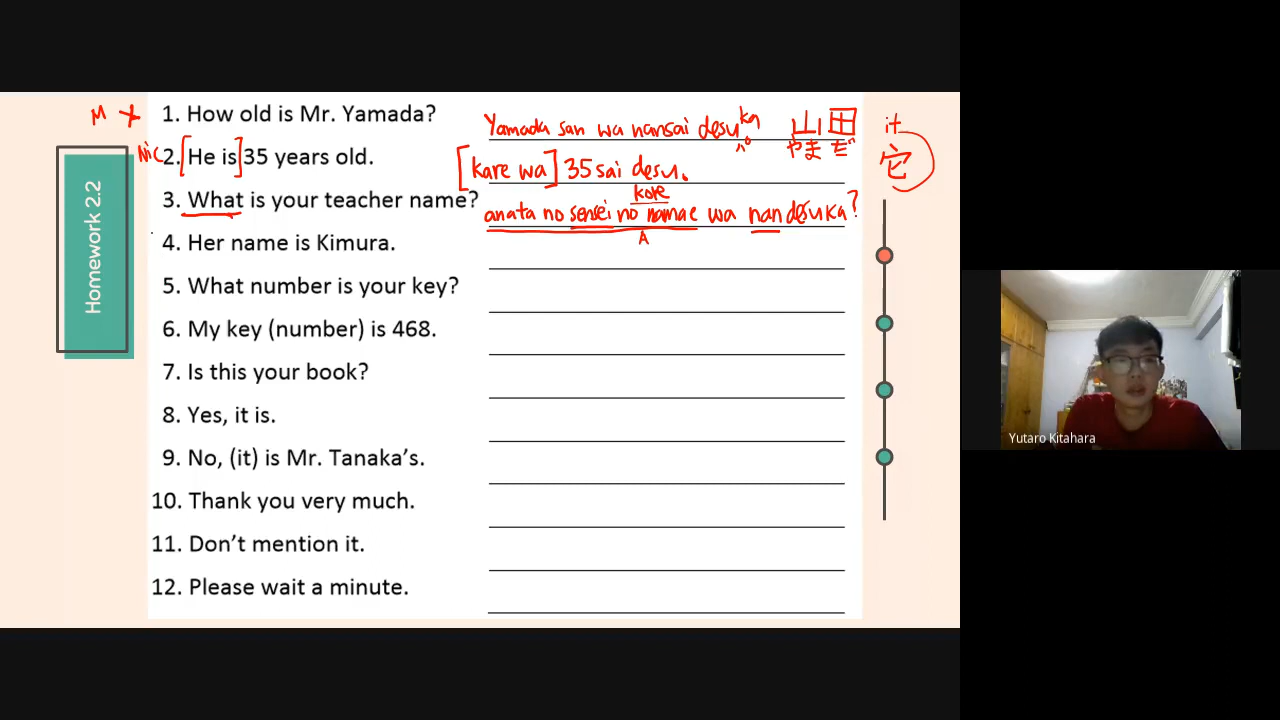 M X 1. How old is Mr. Yamada? Yamada san wa nansai desu ka 山田 it
やまだ
Nic 2. [He is] 35 years old. [kare wa] 35 sai desu. 它
3. What is your teacher name? anata no sensei no namae wa nan desu ka?
kore
A
4. Her name is Kimura.
5. What number is your key?
6. My key (number) is 468.
7. Is this your book?
8. Yes, it is.
9. No, (it) is Mr. Tanaka's.
10. Thank you very much.
11. Don't mention it.
12. Please wait a minute.
Homework 2.2
Yutaro Kitahara